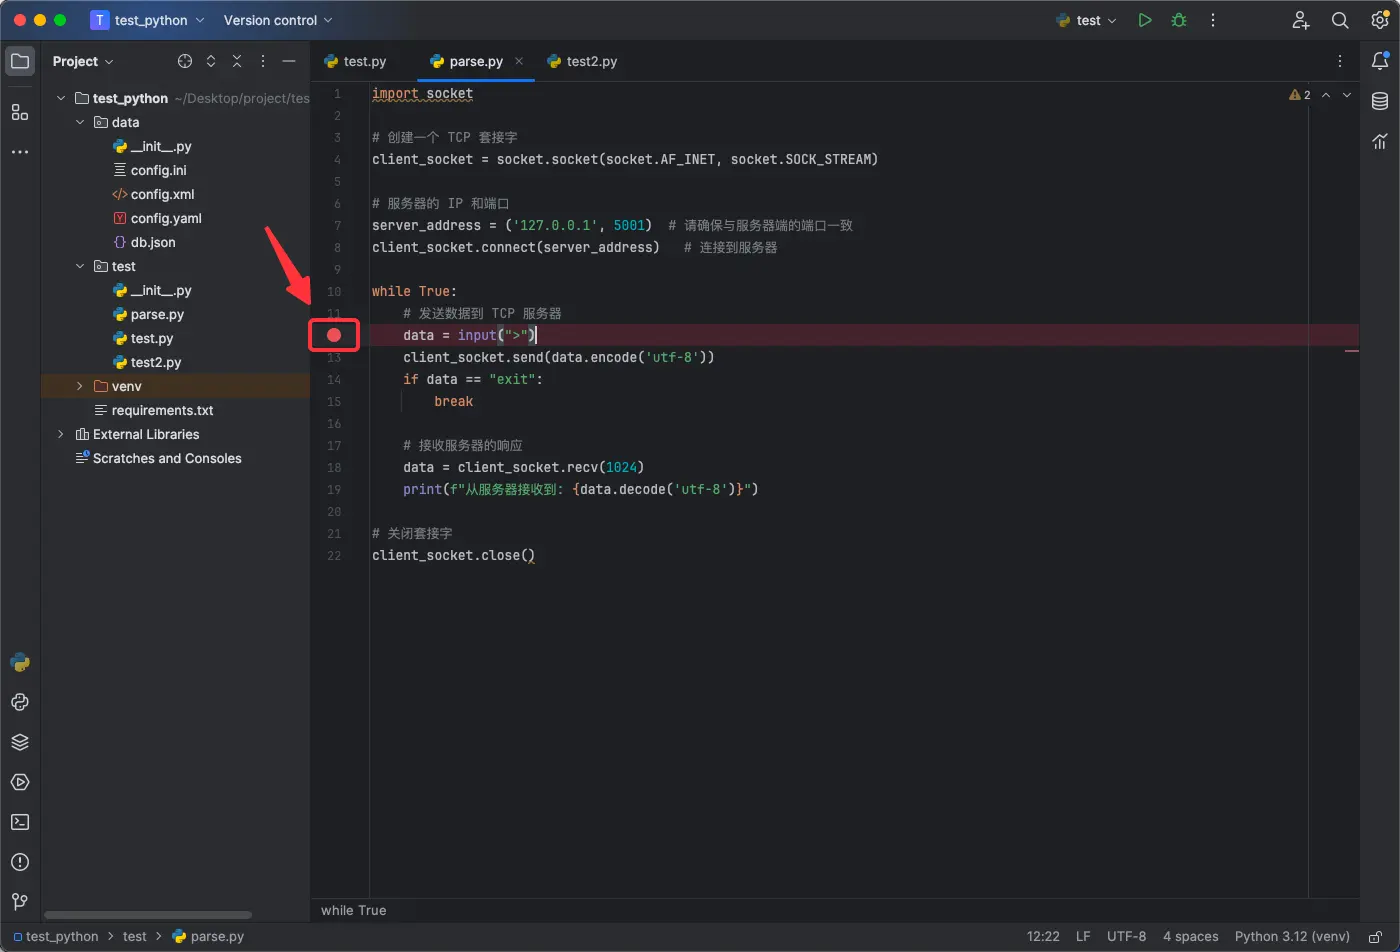 T test_python Version control test
Project
test.py parse.py test2.py
test_python ~/Desktop/project/tes
data
__init__.py
config.ini
config.xml
config.yaml
db.json
test
__init__.py
parse.py
test.py
test2.py
venv
requirements.txt
External Libraries
Scratches and Consoles
1 import socket
2
3 # 创建一个 TCP 套接字
4 client_socket = socket.socket(socket.AF_INET, socket.SOCK_STREAM)
5
6 # 服务器的 IP 和端口
7 server_address = ('127.0.0.1', 5001)  # 请确保与服务器端的端口一致
8 client_socket.connect(server_address)   # 连接到服务器
9
10 while True:
11     # 发送数据到 TCP 服务器
    data = input(">")
13     client_socket.send(data.encode('utf-8'))
14     if data == "exit":
15         break
16
17     # 接收服务器的响应
18     data = client_socket.recv(1024)
19     print(f"从服务器接收到: {data.decode('utf-8')}")
20
21 # 关闭套接字
22 client_socket.close()
2
while True
test_python > test > parse.py
12:22 LF UTF-8 4 spaces Python 3.12 (venv)